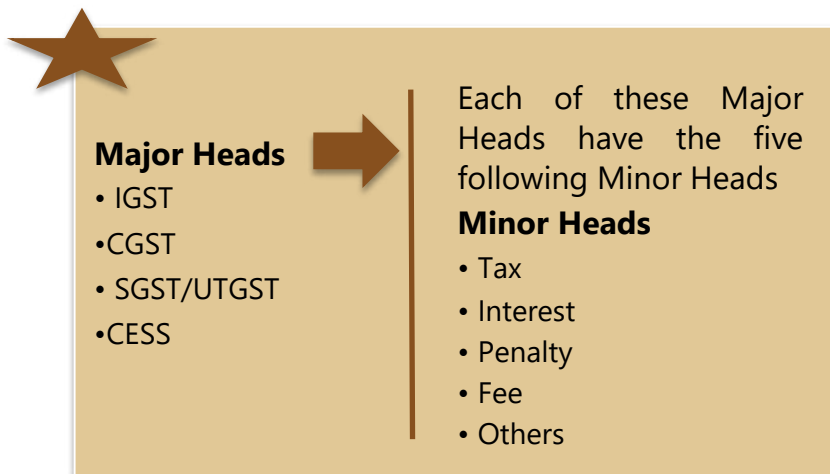 Major Heads
• IGST
•CGST
• SGST/UTGST
•CESS
Each of these Major
Heads have the five
following Minor Heads
Minor Heads
• Tax
• Interest
• Penalty
• Fee
• Others